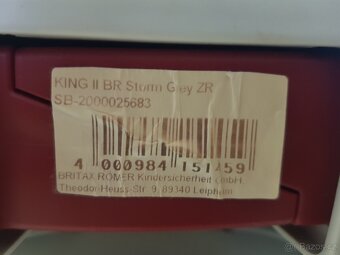 KING II BR Storm Grey ZR
SB-2000025683
4 000984 151459
BRITAX RÖMER Kindersicherheit GmbH
Theodor-Heuss-Str. 9, 89340 Leipheim